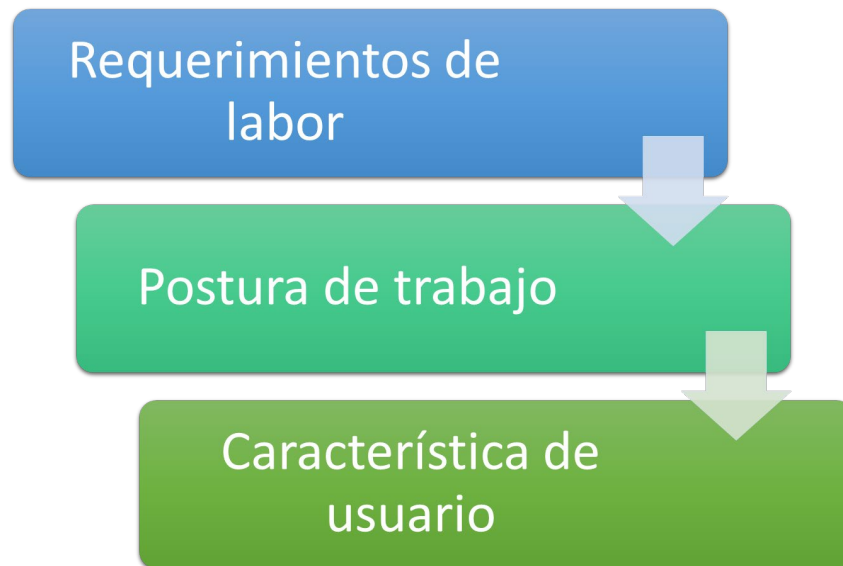 Requerimientos de
labor
Postura de trabajo
Característica de
usuario